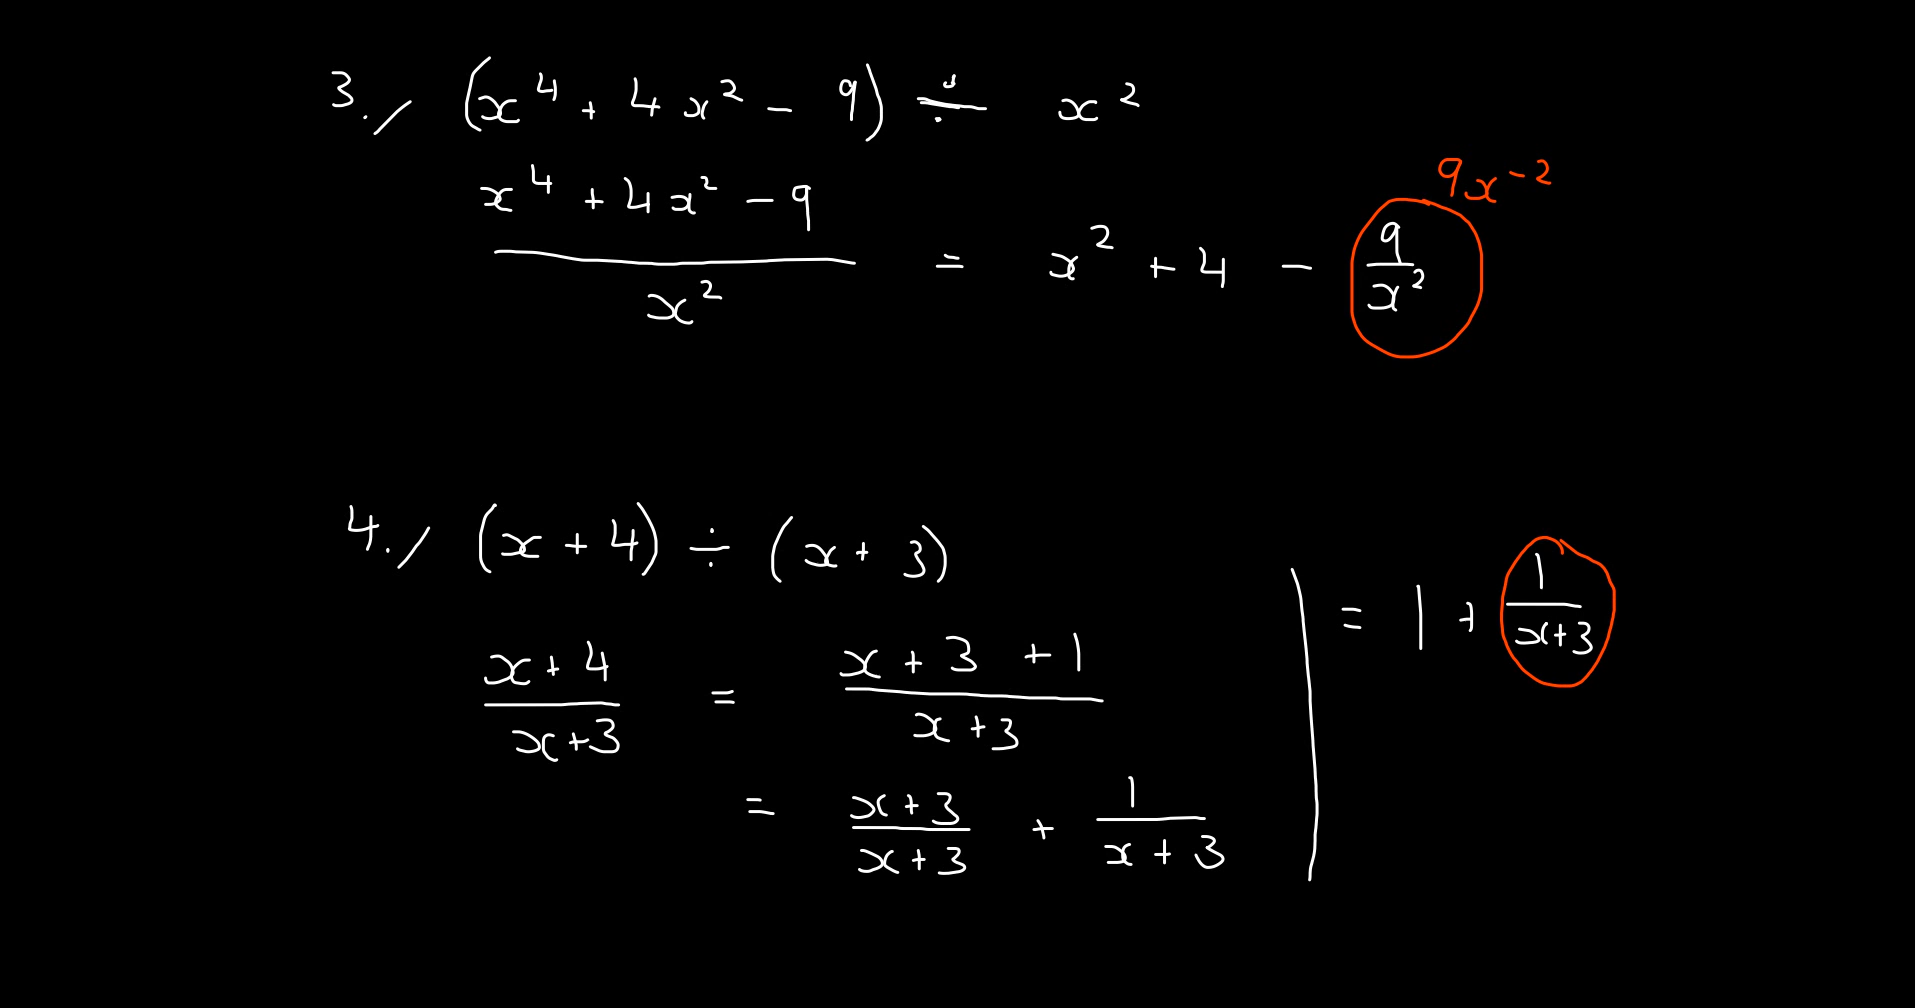 3./ (x⁴ + 4x² - 9) ÷ x²
9x⁻²
(x⁴ + 4x² - 9)/x² = x² + 4 - 9/x²
4./ (x + 4) ÷ (x + 3)
(x + 4)/(x + 3) = (x + 3 + 1)/(x + 3)
= (x + 3)/(x + 3) + 1/(x + 3)
= 1 + 1/(x + 3)